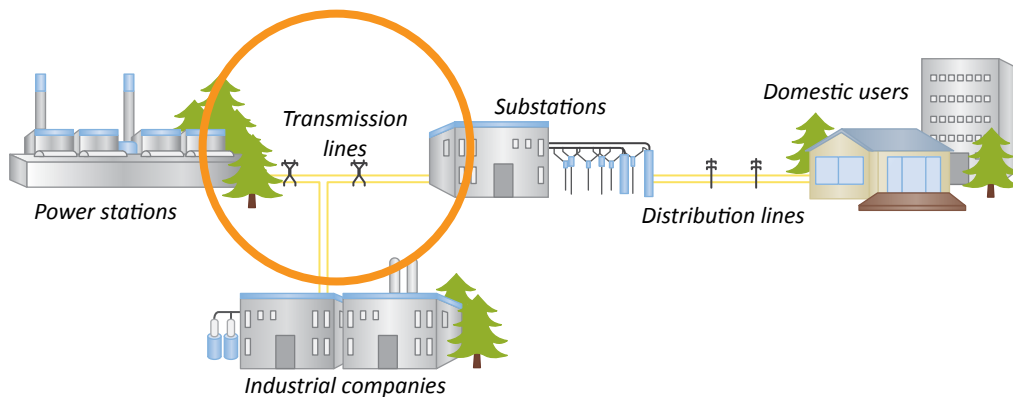 Transmission
lines
Substations
Domestic users
Power stations
Distribution lines
Industrial companies